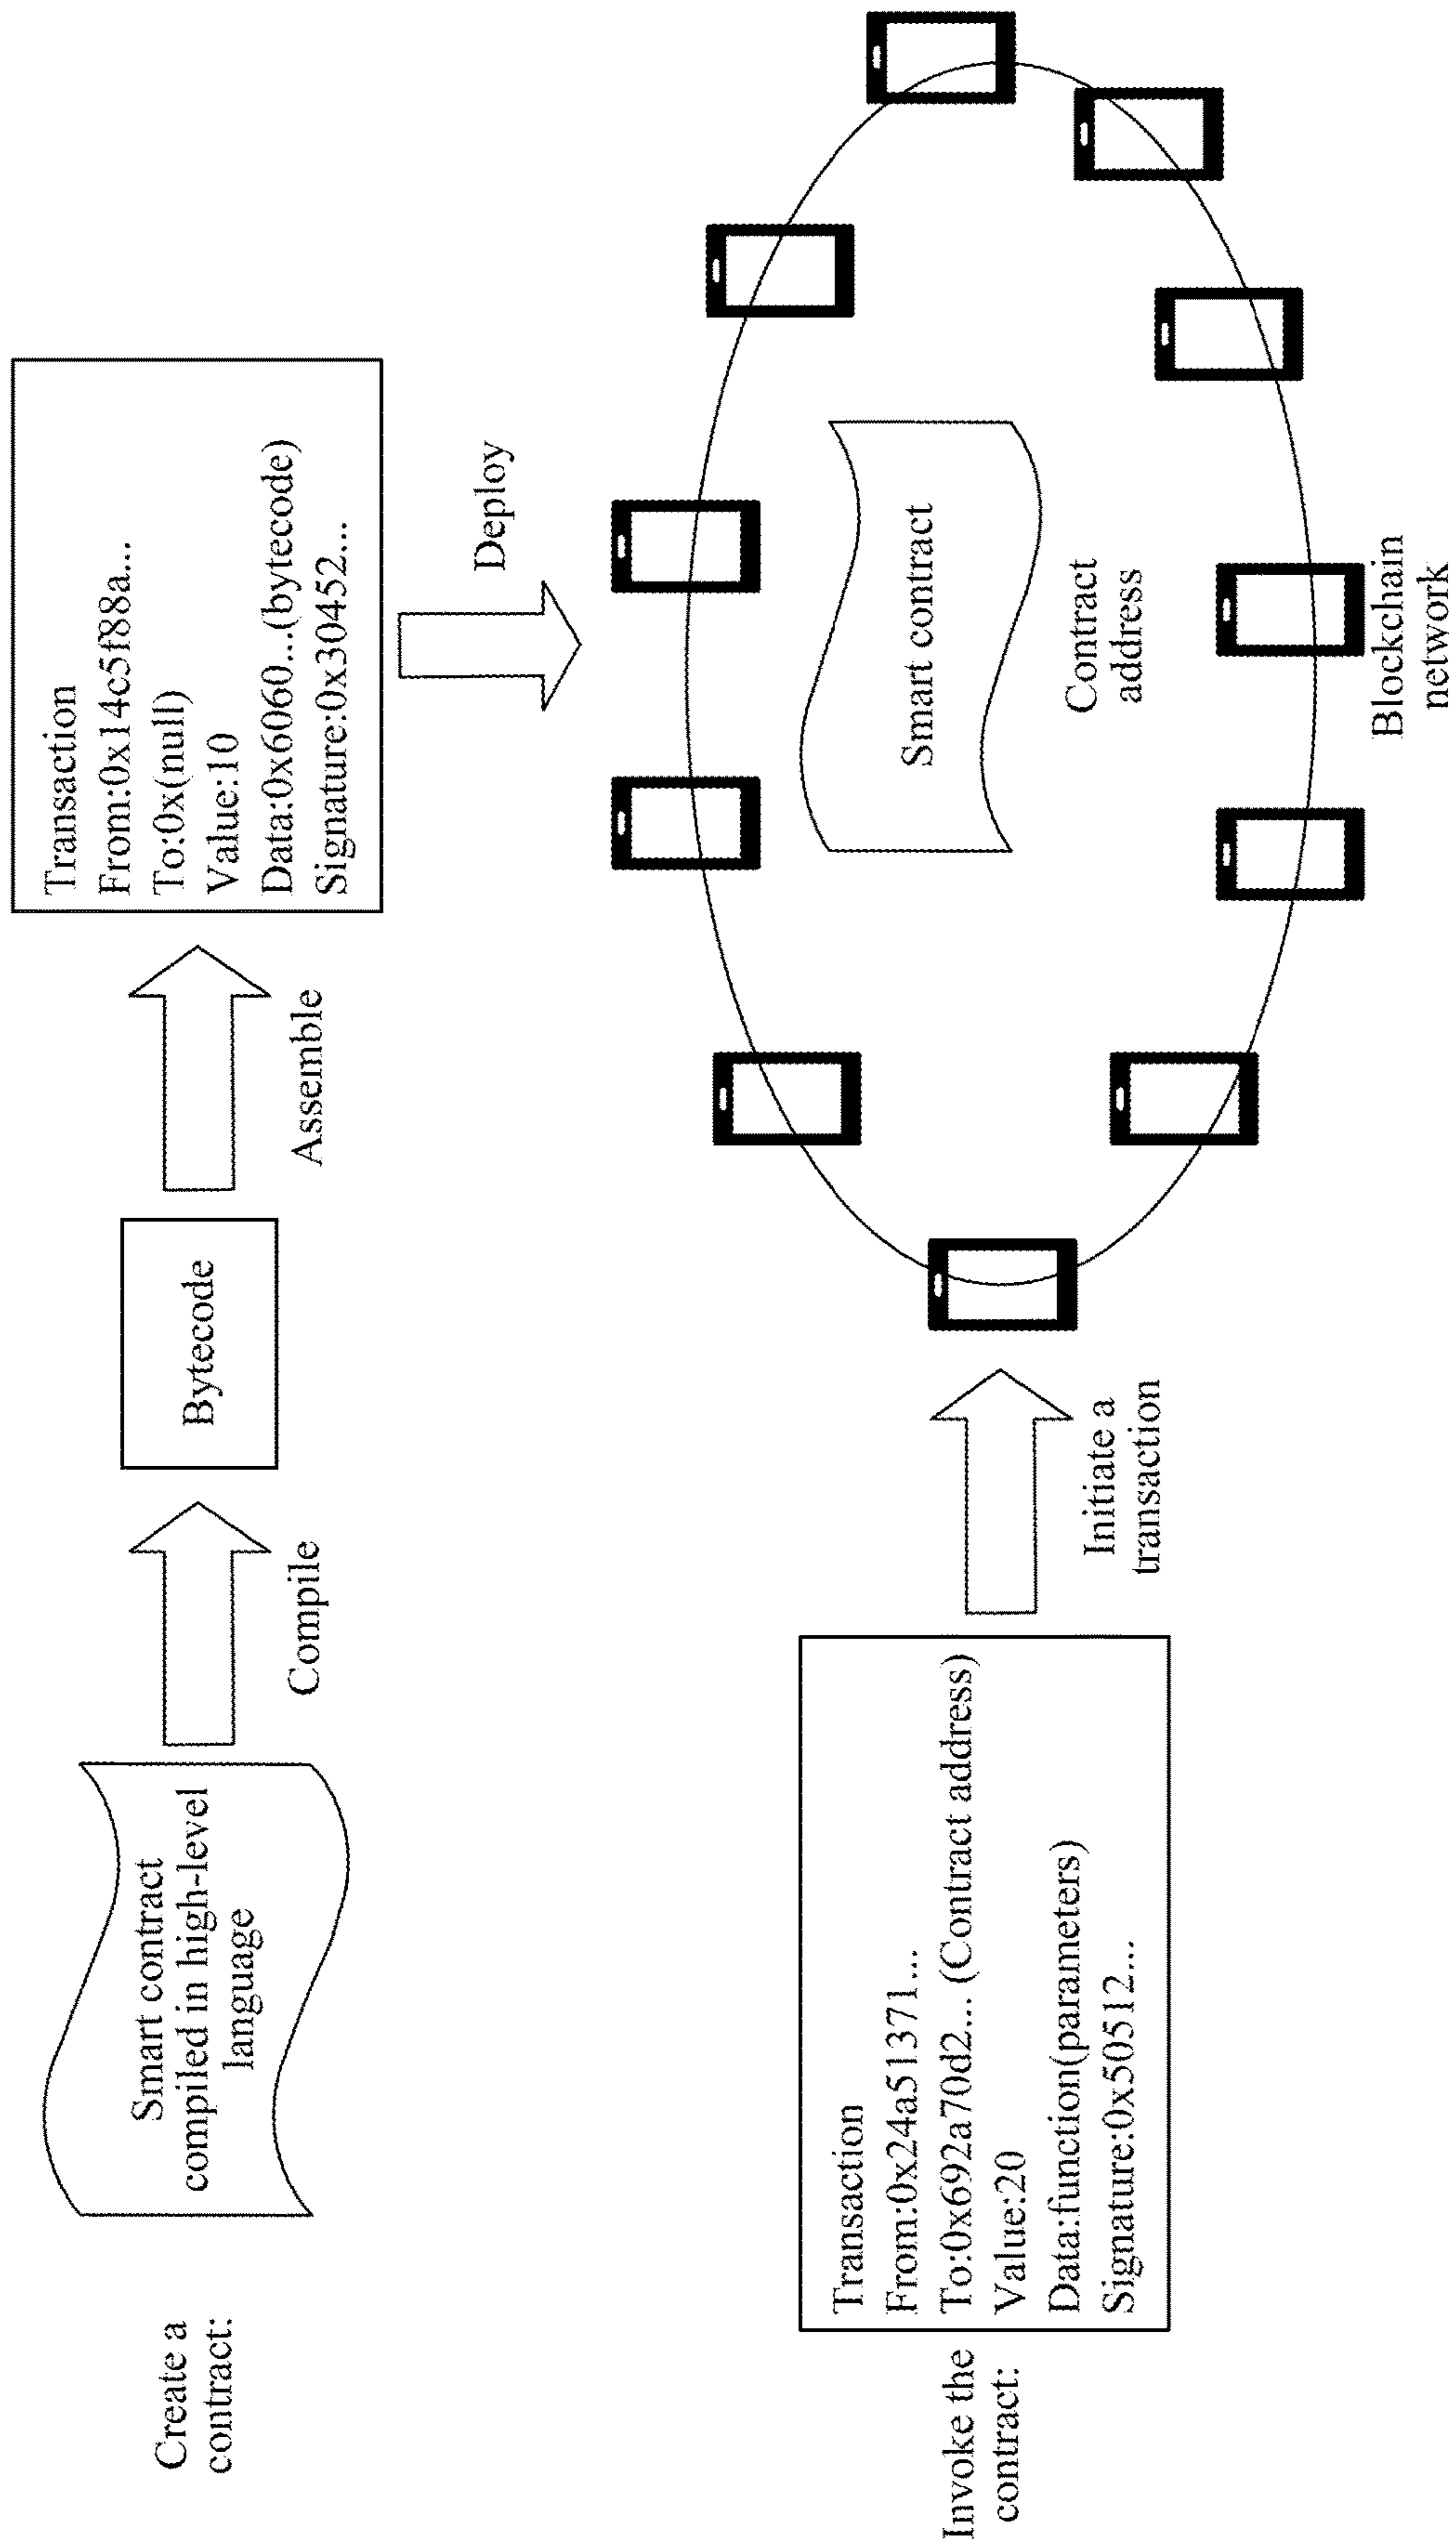 Create a
contract:
Smart contract
compiled in high-level
language
Compile
Bytecode
Assemble
Transaction
From:0x14c5f88a...
To:0x(null)
Value:10
Data:0x6060...(bytecode)
Signature:0x30452...
Deploy
Invoke the
contract:
Transaction
From:0x24a51371...
To:0x692a70d2... (Contract address)
Value:20
Data:function(parameters)
Signature:0x50512...
Initiate a
transaction
Smart contract
Contract
address
Blockchain
network